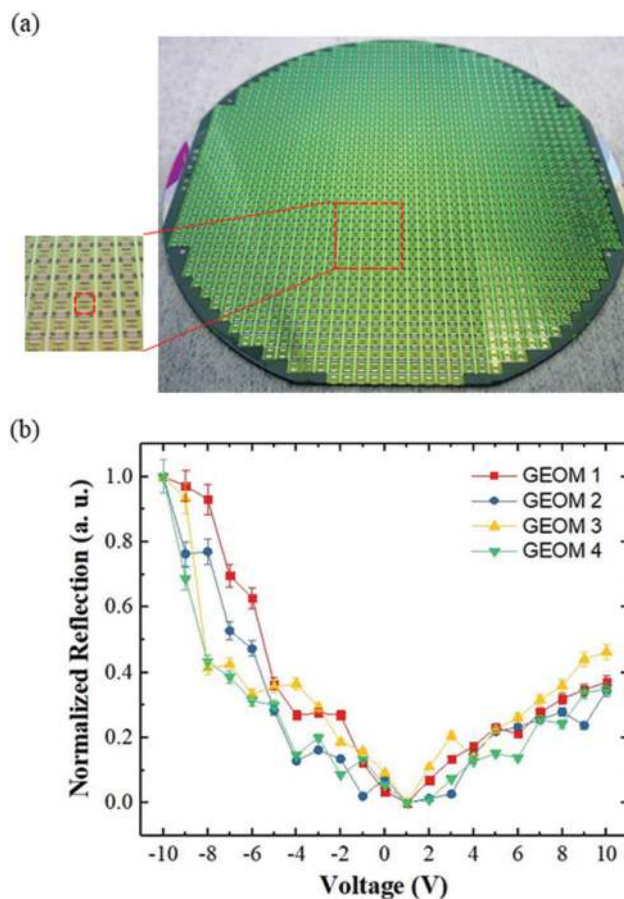 (a)
(b)
GEOM 1
GEOM 2
GEOM 3
GEOM 4
Normalized Reflection (a. u.)
1.0
0.8
0.6
0.4
0.2
0.0
-10 -8 -6 -4 -2 0 2 4 6 8 10
Voltage (V)